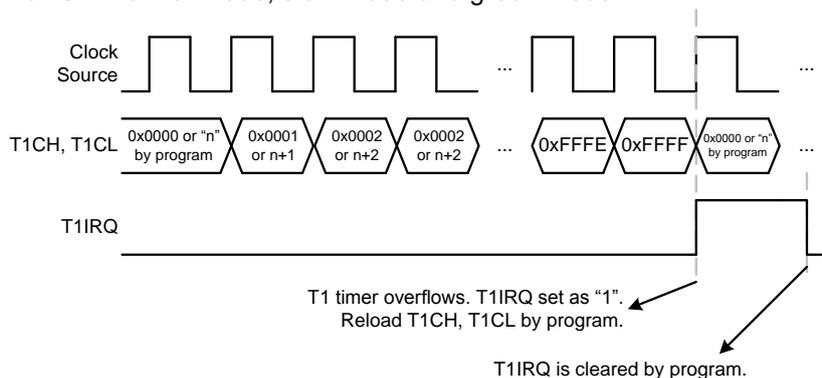 Clock
Source
...
...
T1CH, T1CL
0x0000 or “n”
by program
0x0001
or n+1
0x0002
or n+2
0x0002
or n+2
...
0xFFFE
0xFFFF
0x0000 or “n”
by program
...
T1IRQ
T1 timer overflows. T1IRQ set as “1”.
Reload T1CH, T1CL by program.
T1IRQ is cleared by program.